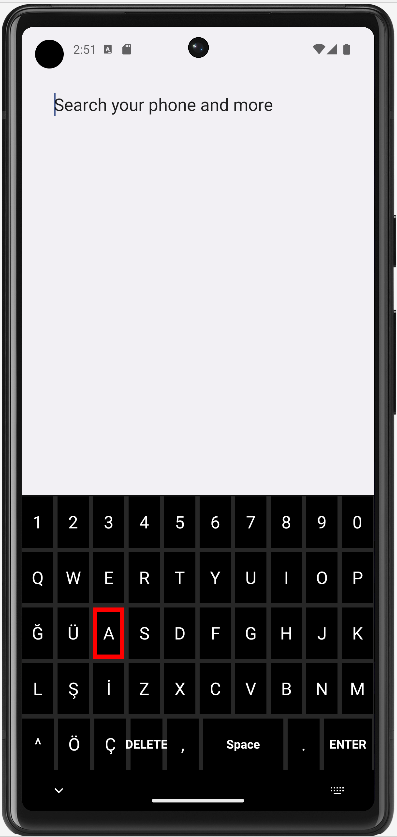 2:51
Search your phone and more
1 2 3 4 5 6 7 8 9 0
Q W E R T Y U I O P
Ğ Ü A S D F G H J K
L Ş İ Z X C V B N M
^ Ö Ç DELETE , Space . ENTER